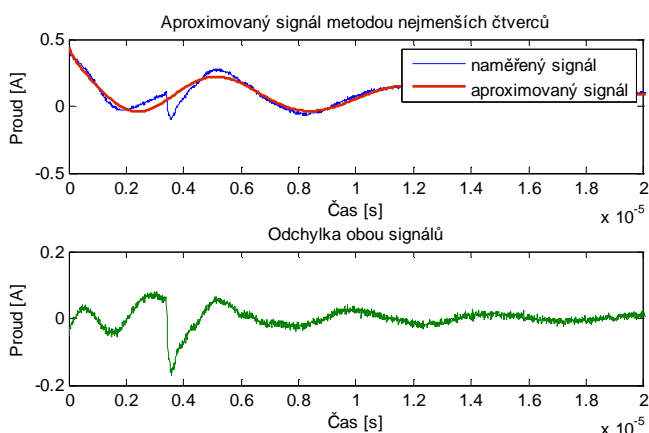 Aproximovaný signál metodou nejmenších čtverců
0.5
0
-0.5
Proud [A]
naměřený signál
aproximovaný signál
0 0.2 0.4 0.6 0.8 1 1.2 1.4 1.6 1.8 2
Čas [s]
x 10^-5
Odchylka obou signálů
0.2
0
-0.2
Proud [A]
0 0.2 0.4 0.6 0.8 1 1.2 1.4 1.6 1.8 2
Čas [s]
x 10^-5